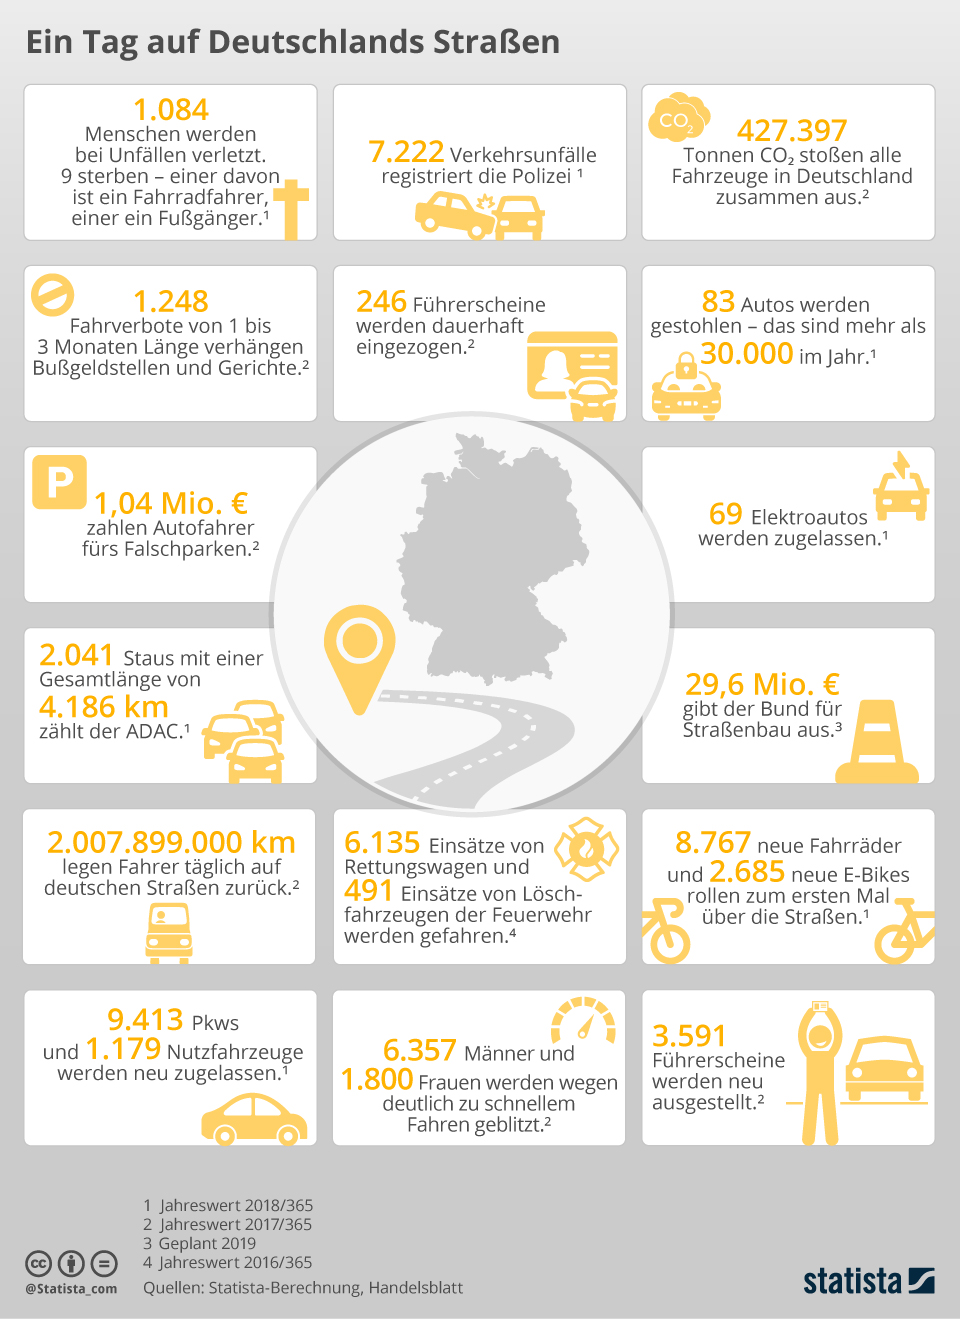 Ein Tag auf Deutschlands Straßen
1.084
Menschen werden
bei Unfällen verletzt.
9 sterben – einer davon
ist ein Fahrradfahrer,
einer ein Fußgänger.¹
7.222 Verkehrsunfälle
registriert die Polizei ¹
CO₂
427.397
Tonnen CO₂ stoßen alle
Fahrzeuge in Deutschland
zusammen aus.²
1.248
Fahrverbote von 1 bis
3 Monaten Länge verhängen
Bußgeldstellen und Gerichte.²
246 Führerscheine
werden dauerhaft
eingezogen.²
83 Autos werden
gestohlen – das sind mehr als
30.000 im Jahr.¹
P
1,04 Mio. €
zahlen Autofahrer
fürs Falschparken.²
69 Elektroautos
werden zugelassen.¹
2.041 Staus mit einer
Gesamtlänge von
4.186 km
zählt der ADAC.¹
29,6 Mio. €
gibt der Bund für
Straßenbau aus.³
2.007.899.000 km
legen Fahrer täglich auf
deutschen Straßen zurück.²
6.135 Einsätze von
Rettungswagen und
491 Einsätze von Lösch-
fahrzeugen der Feuerwehr
werden gefahren.⁴
8.767 neue Fahrräder
und 2.685 neue E-Bikes
rollen zum ersten Mal
über die Straßen.¹
9.413 Pkws
und 1.179 Nutzfahrzeuge
werden neu zugelassen.¹
6.357 Männer und
1.800 Frauen werden wegen
deutlich zu schnellem
Fahren geblitzt.²
3.591
Führerscheine
werden neu
ausgestellt.²
1 Jahreswert 2018/365
2 Jahreswert 2017/365
3 Geplant 2019
4 Jahreswert 2016/365
Quellen: Statista-Berechnung, Handelsblatt
cc
@Statista_com
statista